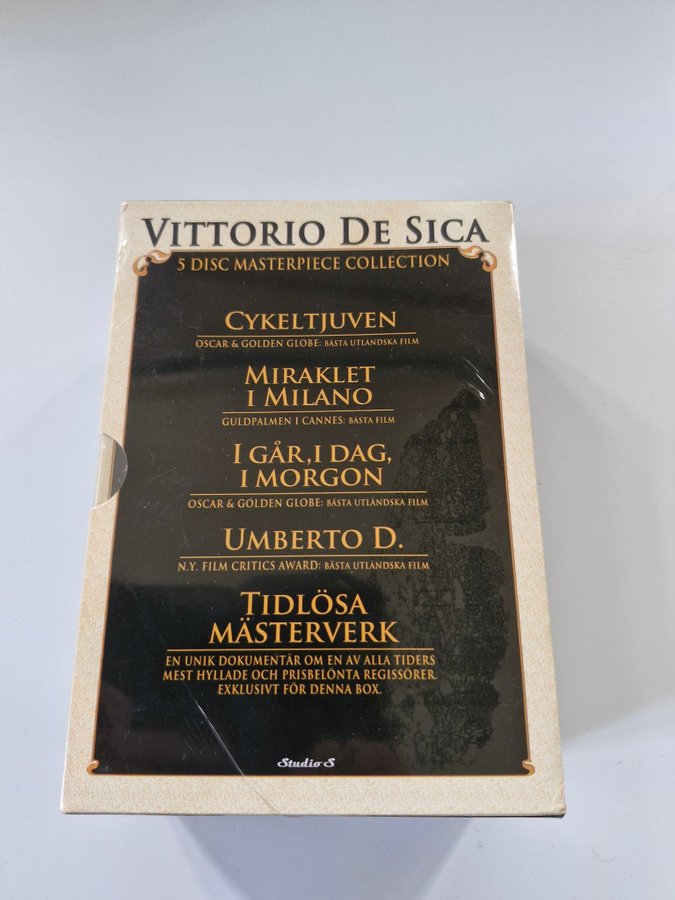 VITTORIO DE SICA
5 DISC MASTERPIECE COLLECTION
CYKELTJUVEN
OSCAR & GOLDEN GLOBE: BÄSTA UTLÄNDSKA FILM
MIRAKLET
I MILANO
GULDPALMEN I CANNES: BÄSTA FILM
I GÅR, I DAG,
I MORGON
OSCAR & GOLDEN GLOBE: BÄSTA UTLÄNDSKA FILM
UMBERTO D.
N.Y. FILM CRITICS AWARD: BÄSTA UTLÄNDSKA FILM
TIDLÖSA
MÄSTERVERK
EN UNIK DOKUMENTÄR OM EN AV ALLA TIDERS
MEST HYLLADE OCH PRISBELÖNTA REGISSÖRER.
EXKLUSIVT FÖR DENNA BOX.
Studio S